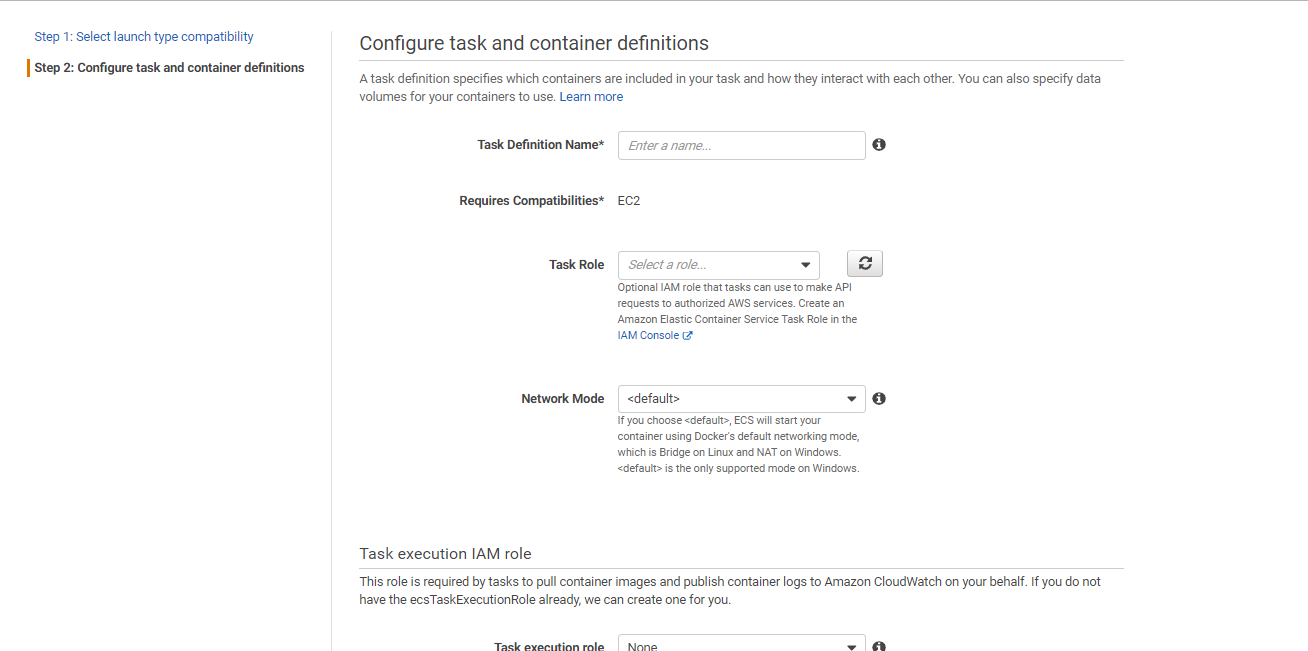 Step 1: Select launch type compatibility
Step 2: Configure task and container definitions
Configure task and container definitions
A task definition specifies which containers are included in your task and how they interact with each other. You can also specify data
volumes for your containers to use. Learn more
Task Definition Name*
Enter a name...
Requires Compatibilities*
EC2
Task Role
Select a role...
Optional IAM role that tasks can use to make API
requests to authorized AWS services. Create an
Amazon Elastic Container Service Task Role in the
IAM Console
Network Mode
<default>
If you choose <default>, ECS will start your
container using Docker's default networking mode,
which is Bridge on Linux and NAT on Windows.
<default> is the only supported mode on Windows.
Task execution IAM role
This role is required by tasks to pull container images and publish container logs to Amazon CloudWatch on your behalf. If you do not
have the ecsTaskExecutionRole already, we can create one for you.
Task execution role
None